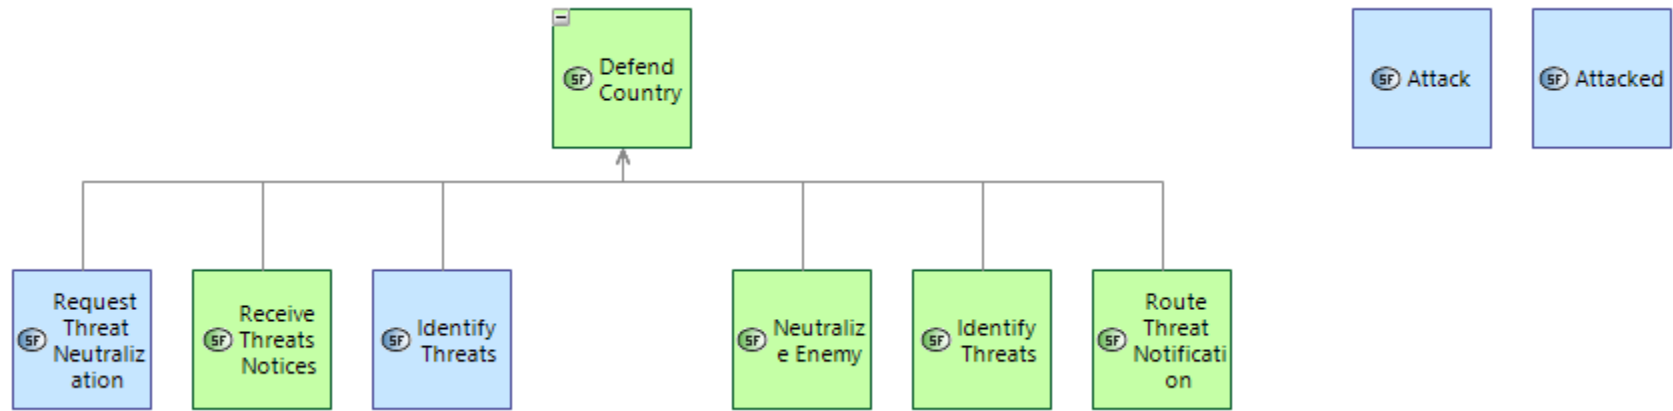 SF Defend
Country
SF Attack
SF Attacked
Request
Threat
SF Neutraliz
ation
Receive
SF Threats
Notices
SF Identify
Threats
SF Neutraliz
e Enemy
SF Identify
Threats
Route
SF Threat
Notificati
on